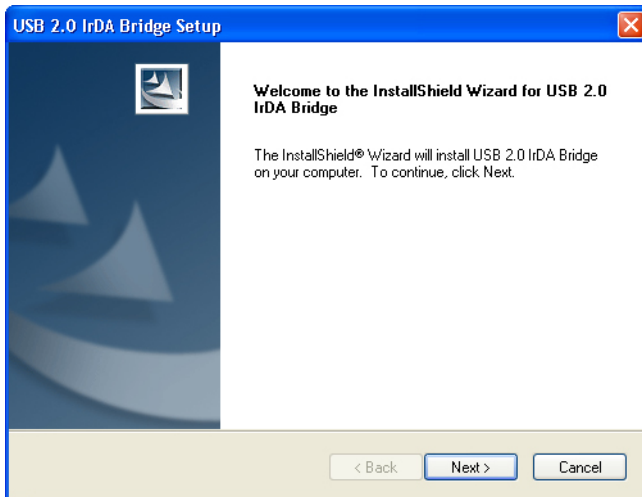 USB 2.0 IrDA Bridge Setup
Welcome to the InstallShield Wizard for USB 2.0
IrDA Bridge
The InstallShield® Wizard will install USB 2.0 IrDA Bridge
on your computer. To continue, click Next.
< Back
Next >
Cancel